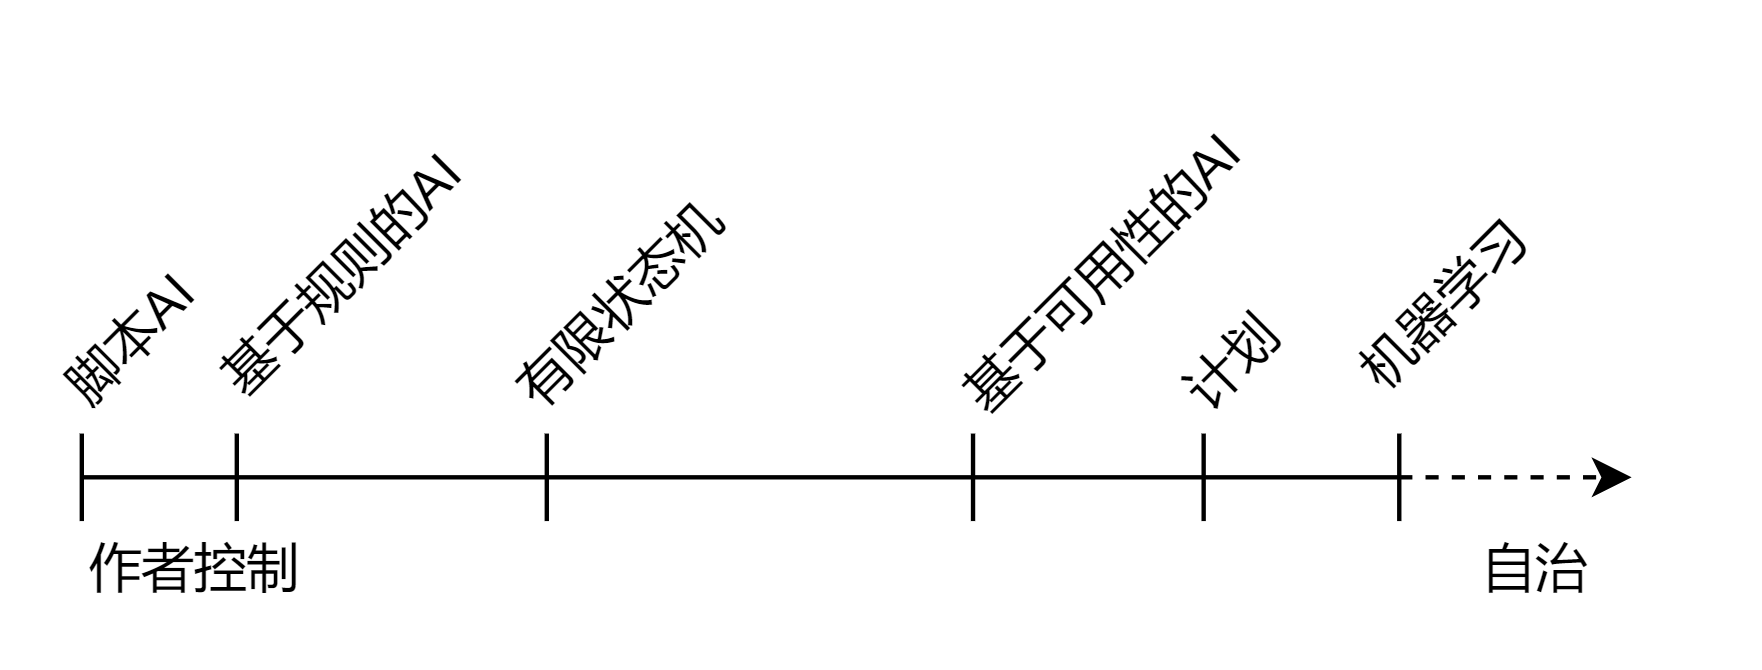 脚本AI
基于规则的AI
有限状态机
基于可用性的AI
计划
机器学习
作者控制
自治